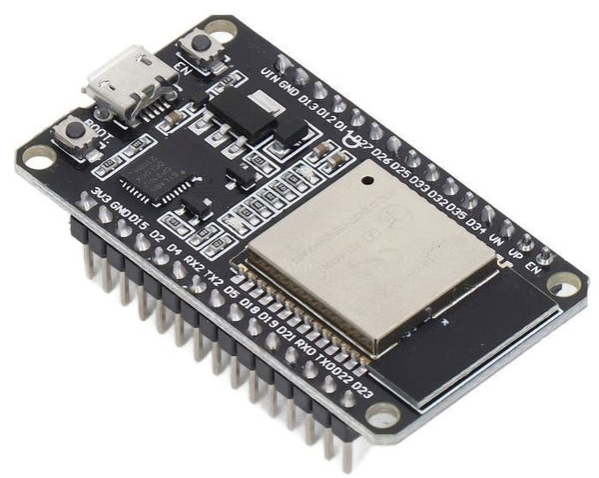 EN
VIN GND D13 D12 D14 D27 D26 D25 D33 D32 D35 D34 VN VP EN
BOOT
3V3 GND D15 D2 D4 RX2 TX2 D5 D18 D19 D21 RX0 TX0 D22 D23